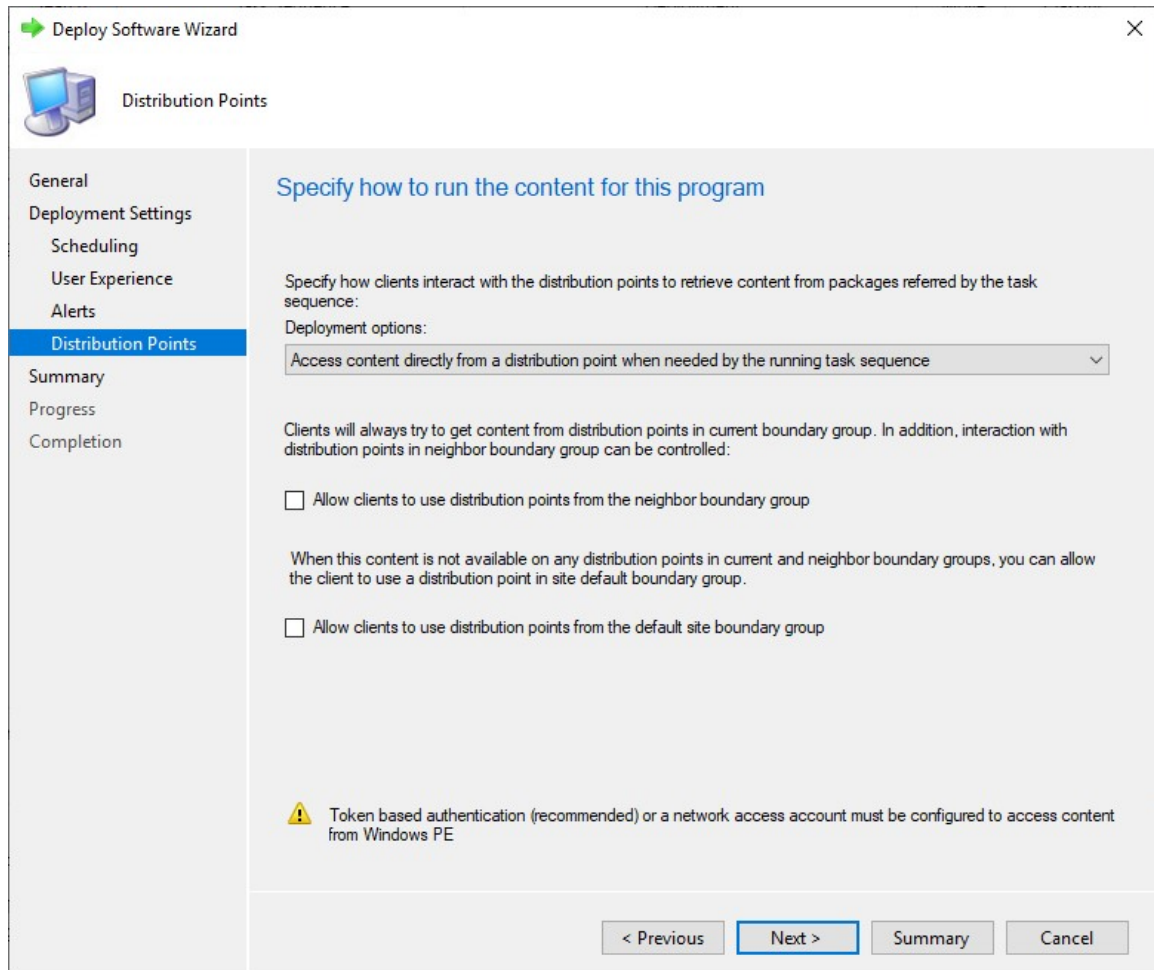 Deploy Software Wizard
Distribution Points
General
Deployment Settings
Scheduling
User Experience
Alerts
Distribution Points
Summary
Progress
Completion
Specify how to run the content for this program
Specify how clients interact with the distribution points to retrieve content from packages referred by the task
sequence:
Deployment options:
Access content directly from a distribution point when needed by the running task sequence
Clients will always try to get content from distribution points in current boundary group. In addition, interaction with
distribution points in neighbor boundary group can be controlled:
Allow clients to use distribution points from the neighbor boundary group
When this content is not available on any distribution points in current and neighbor boundary groups, you can allow
the client to use a distribution point in site default boundary group.
Allow clients to use distribution points from the default site boundary group
Token based authentication (recommended) or a network access account must be configured to access content
from Windows PE
< Previous
Next >
Summary
Cancel